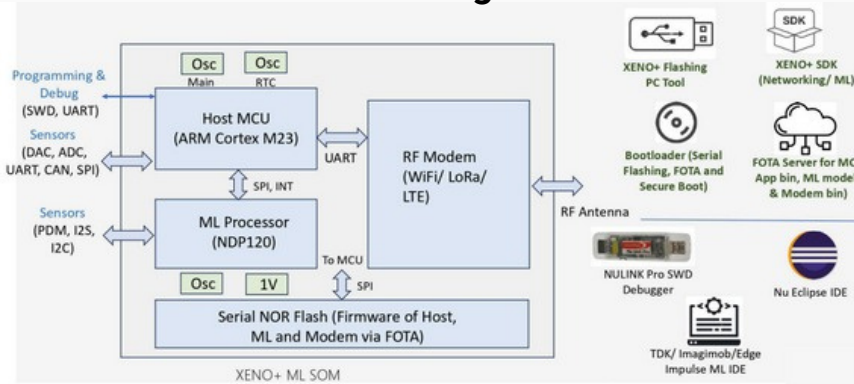 Osc
Main
Osc
RTC
Programming &
Debug
(SWD, UART)
Sensors
(DAC, ADC,
UART, CAN, SPI)
Sensors
(PDM, I2S,
I2C)
Host MCU
(ARM Cortex M23)
UART
SPI, INT
ML Processor
(NDP120)
RF Modem
(WiFi/ LoRa/
LTE)
RF Antenna
Osc
1V
To MCU
SPI
Serial NOR Flash (Firmware of Host,
ML and Modem via FOTA)
XENO+ ML SOM
XENO+ Flashing
PC Tool
SDK
XENO+ SDK
(Networking/ ML)
Bootloader (Serial
Flashing, FOTA and
Secure Boot)
FOTA Server for MC
App bin, ML model
& Modem bin)
NULINK Pro SWD
Debugger
Nu Eclipse IDE
TDK/ Imagimob/Edge
Impulse ML IDE